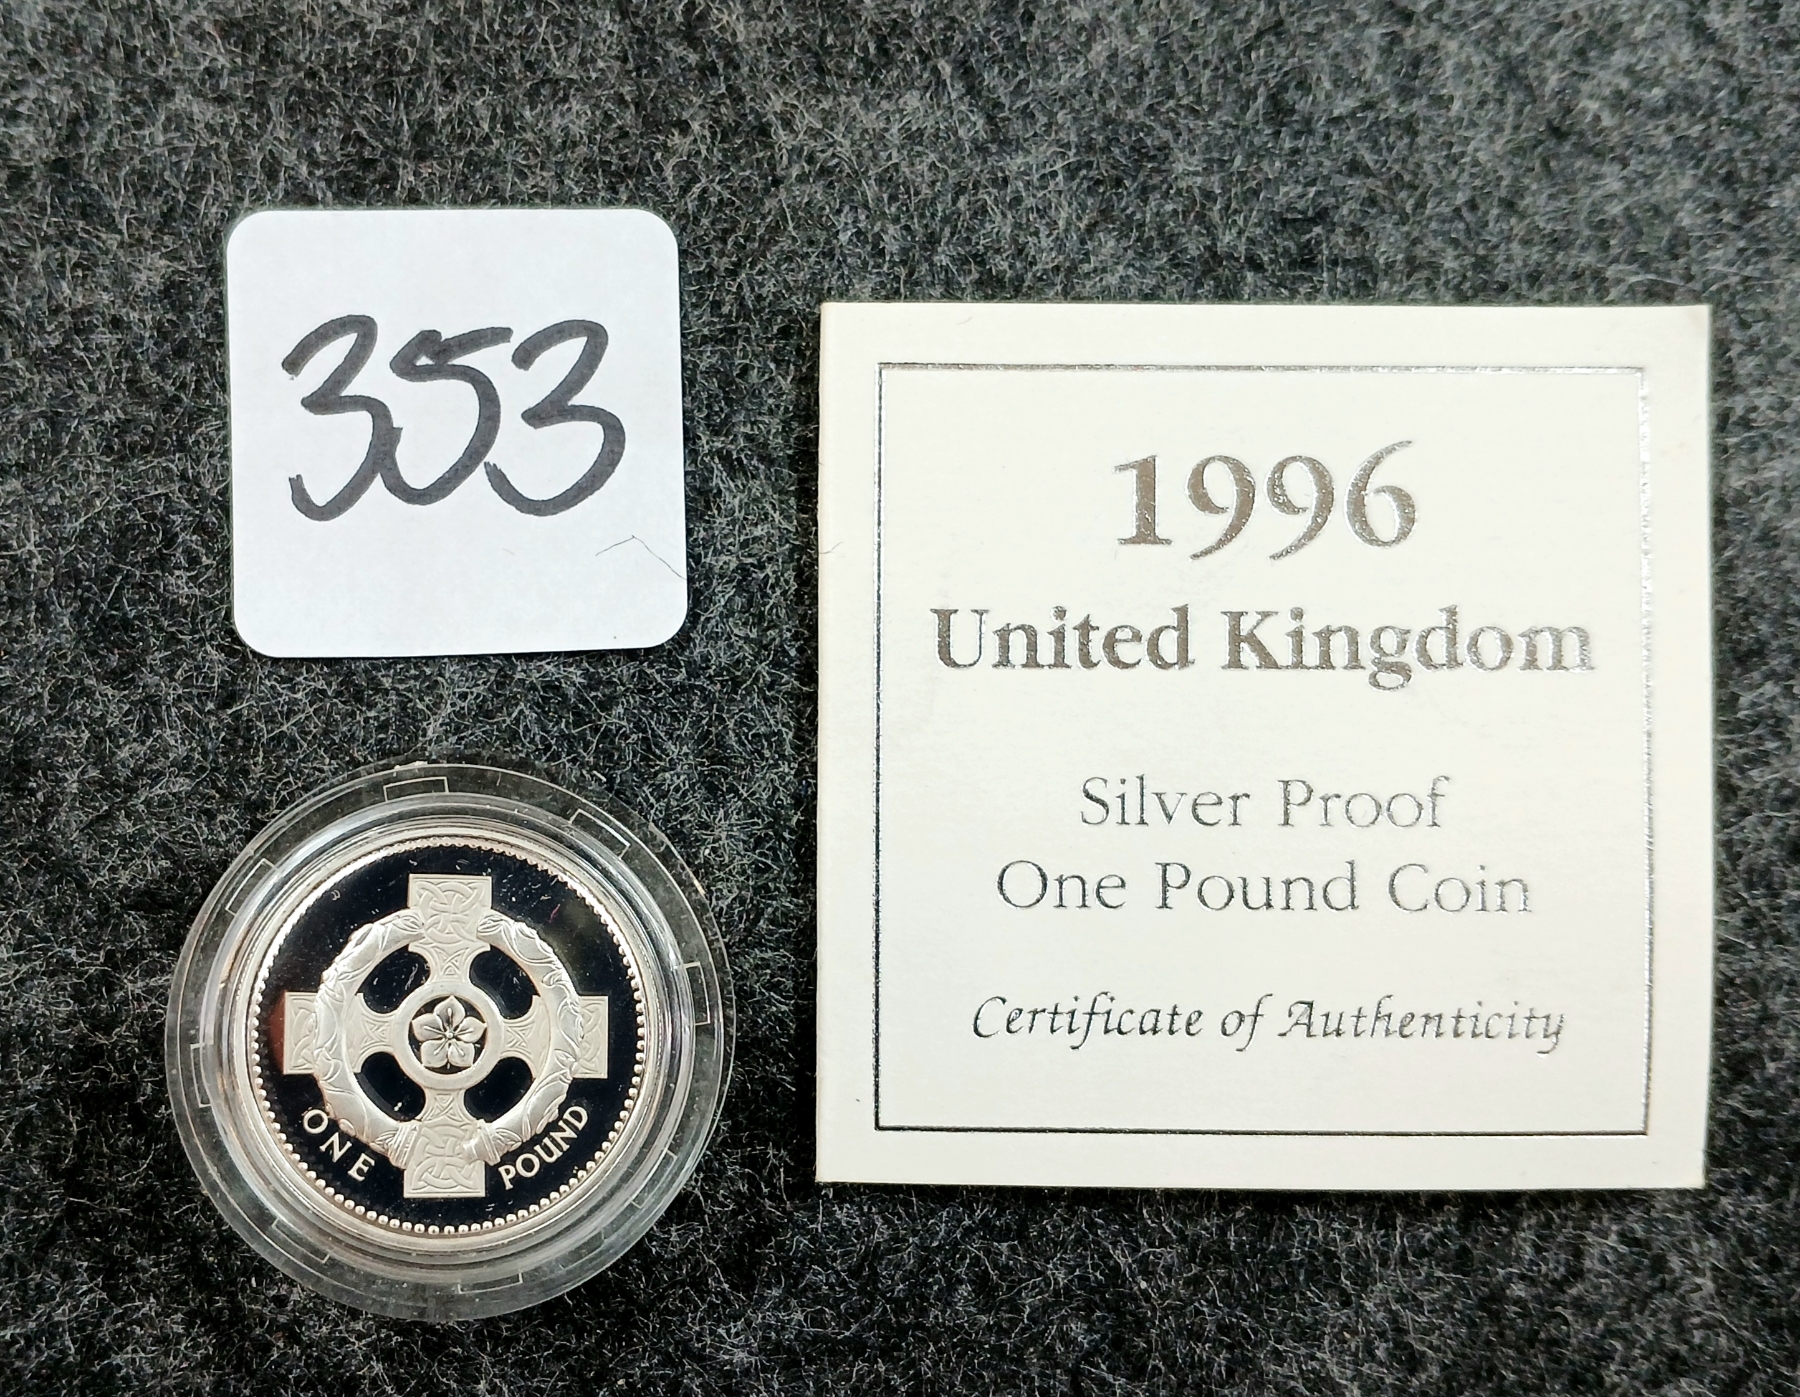 353
1996
United Kingdom
Silver Proof
One Pound Coin
Certificate of Authenticity
ONE POUND